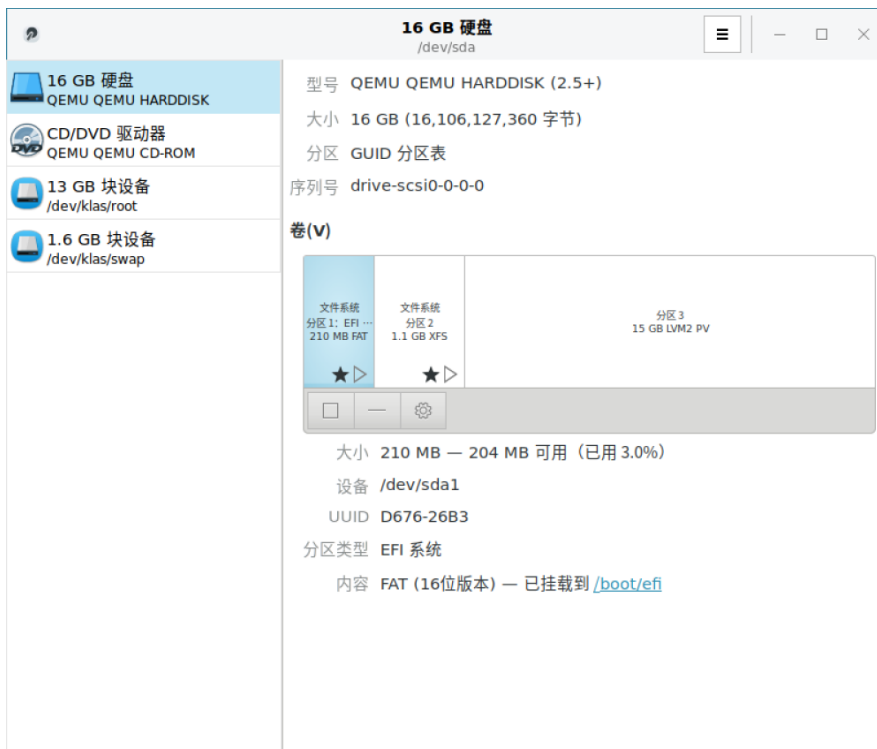 16 GB 硬盘
/dev/sda
16 GB 硬盘
QEMU QEMU HARDDISK
CD/DVD 驱动器
QEMU QEMU CD-ROM
13 GB 块设备
/dev/klas/root
1.6 GB 块设备
/dev/klas/swap
型号 QEMU QEMU HARDDISK (2.5+)
大小 16 GB (16,106,127,360 字节)
分区 GUID 分区表
序列号 drive-scsi0-0-0-0
卷(V)
文件系统
分区 1：EFI …
210 MB FAT
文件系统
分区 2
1.1 GB XFS
分区 3
15 GB LVM2 PV
大小 210 MB — 204 MB 可用（已用 3.0%）
设备 /dev/sda1
UUID D676-26B3
分区类型 EFI 系统
内容 FAT (16位版本) — 已挂载到 /boot/efi